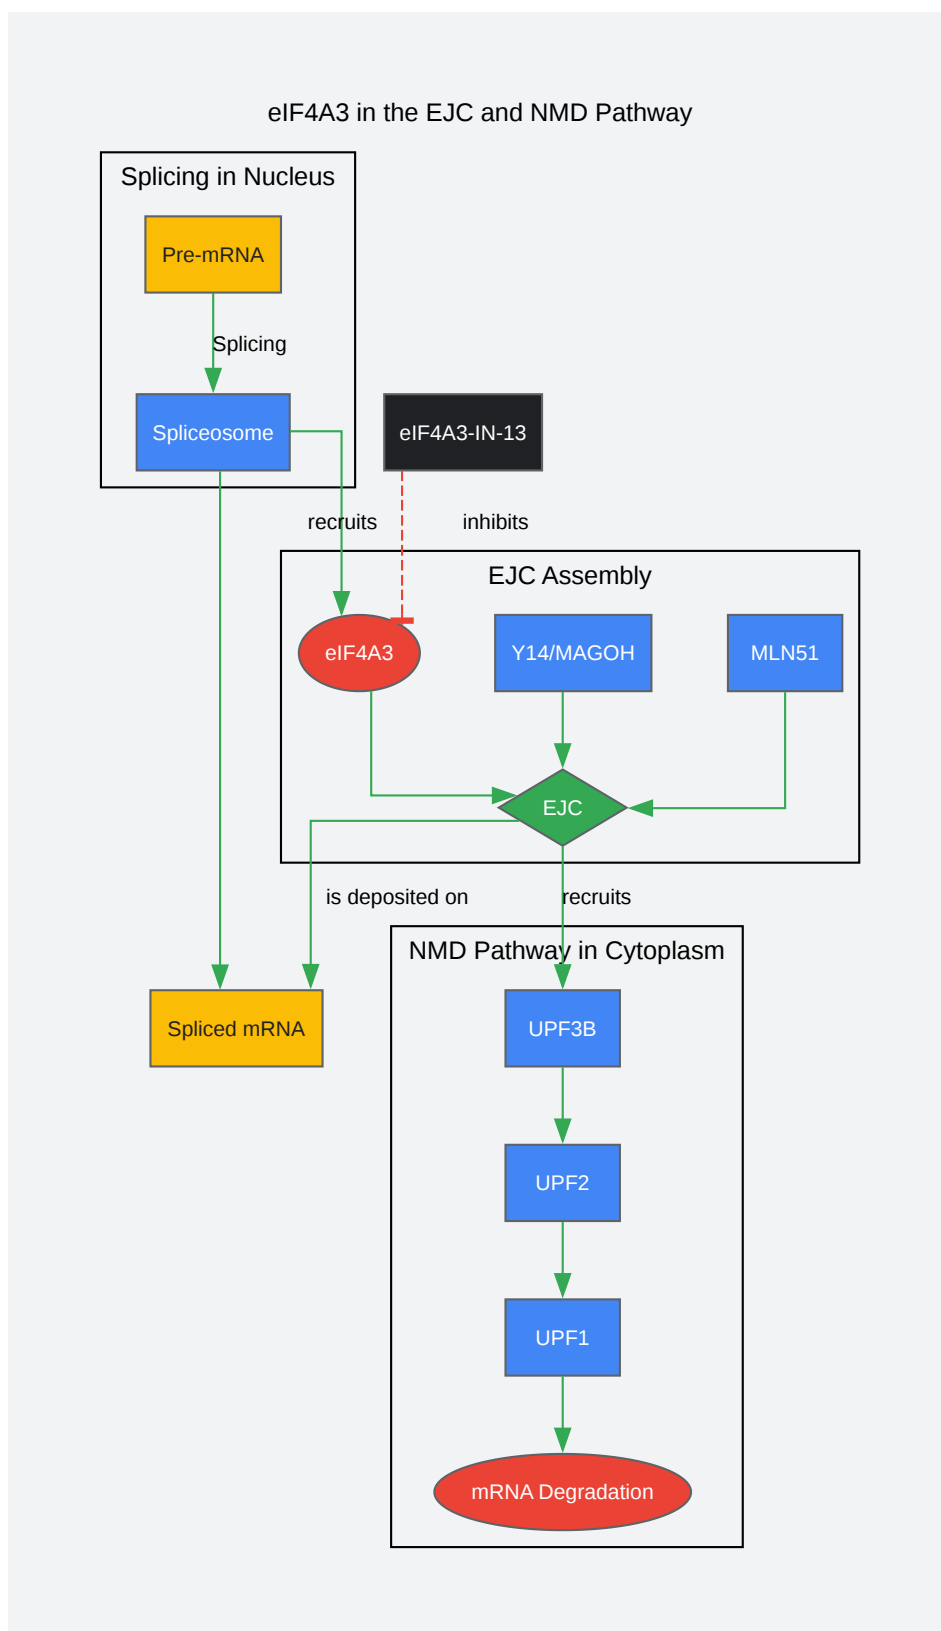 eIF4A3 in the EJC and NMD Pathway
Splicing in Nucleus
Pre-mRNA
Splicing
Spliceosome
eIF4A3-IN-13
recruits
inhibits
EJC Assembly
eIF4A3
Y14/MAGOH
MLN51
EJC
is deposited on
recruits
NMD Pathway in Cytoplasm
Spliced mRNA
UPF3B
UPF2
UPF1
mRNA Degradation